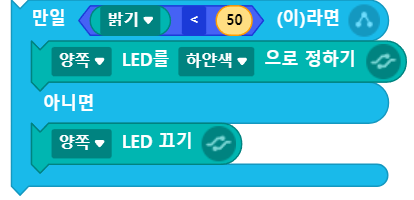 만일 밝기 < 50 (이)라면
양쪽 LED를 하얀색 으로 정하기
아니면
양쪽 LED 끄기